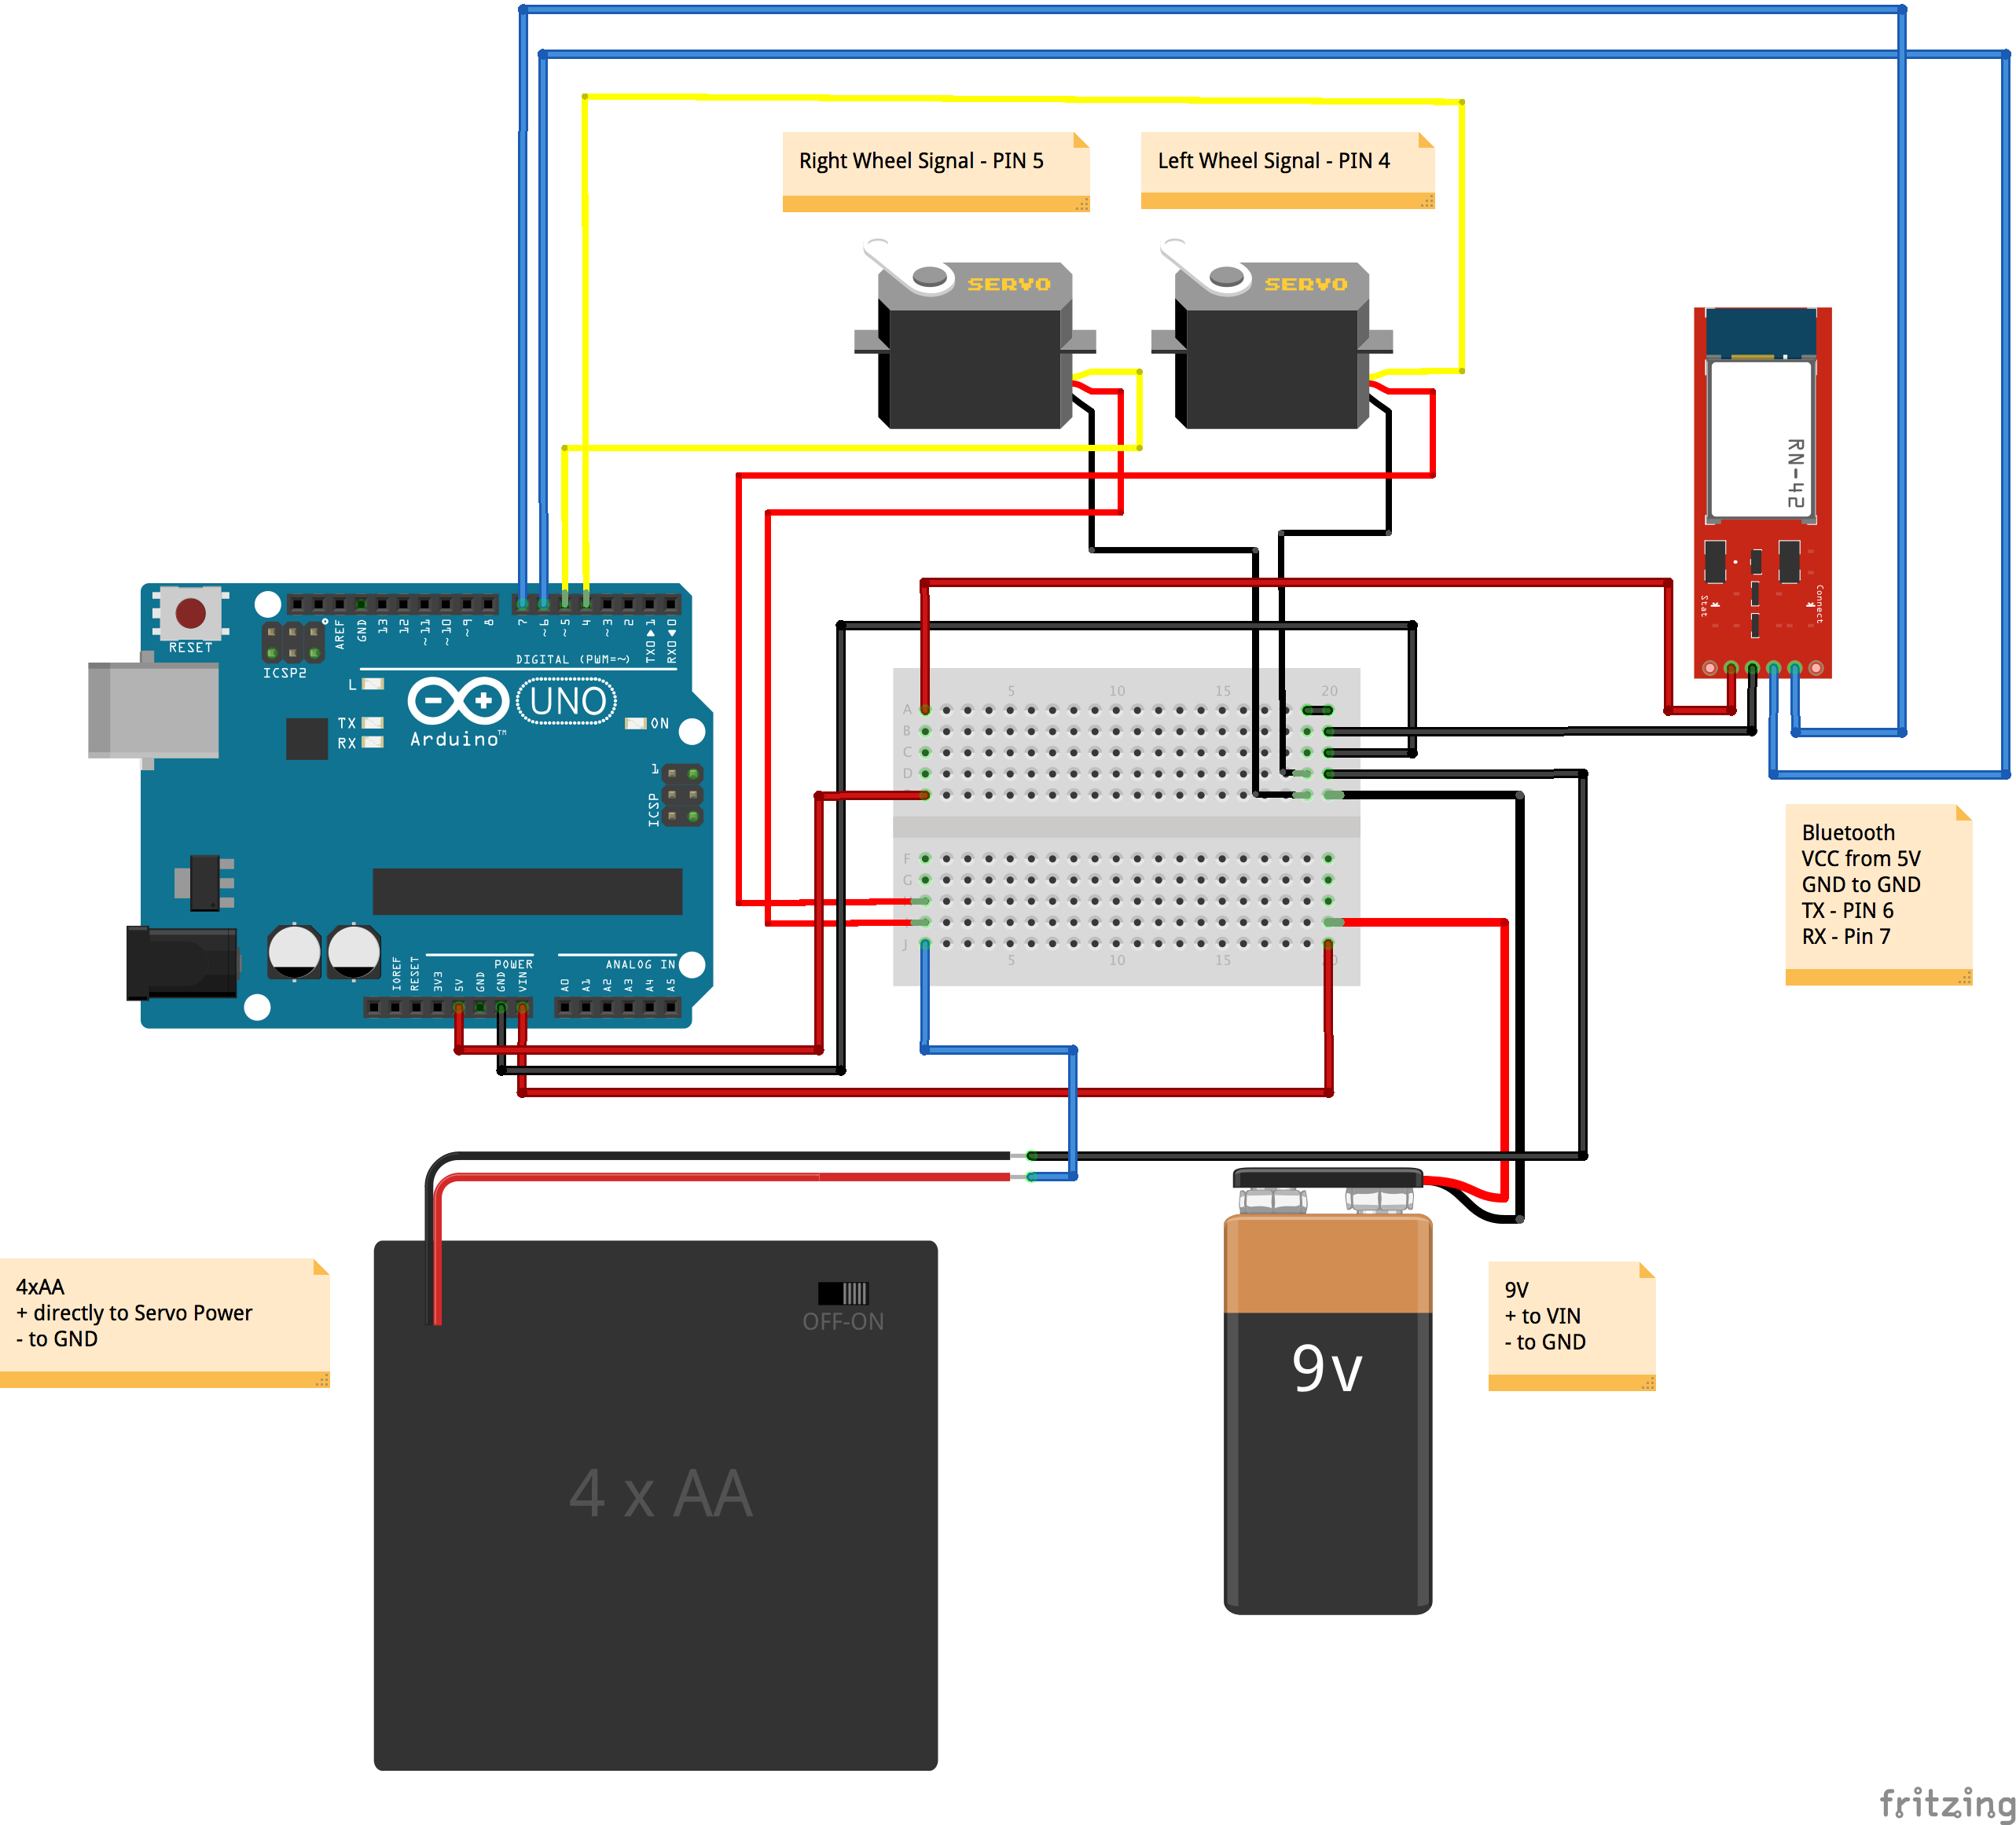 Right Wheel Signal - PIN 5
Left Wheel Signal - PIN 4
SERVO
SERVO
RN-42
Connect
Stat
RESET
ICSP2
AREF
GND
13
12
~11
~10
~9
8
7
~6
~5
4
~3
2
TX0▶1
RX0◀0
DIGITAL (PWM=~)
L
TX
RX
UNO
Arduino™
ON
1
ICSP
IOREF
RESET
3V3
5V
GND
GND
VIN
POWER
ANALOG IN
A0
A1
A2
A3
A4
A5
5
10
15
20
A
B
C
D
F
G
J
5
10
15
Bluetooth
VCC from 5V
GND to GND
TX - PIN 6
RX - Pin 7
4xAA
+ directly to Servo Power
- to GND
OFF-ON
4 x AA
9v
9V
+ to VIN
- to GND
fritzing